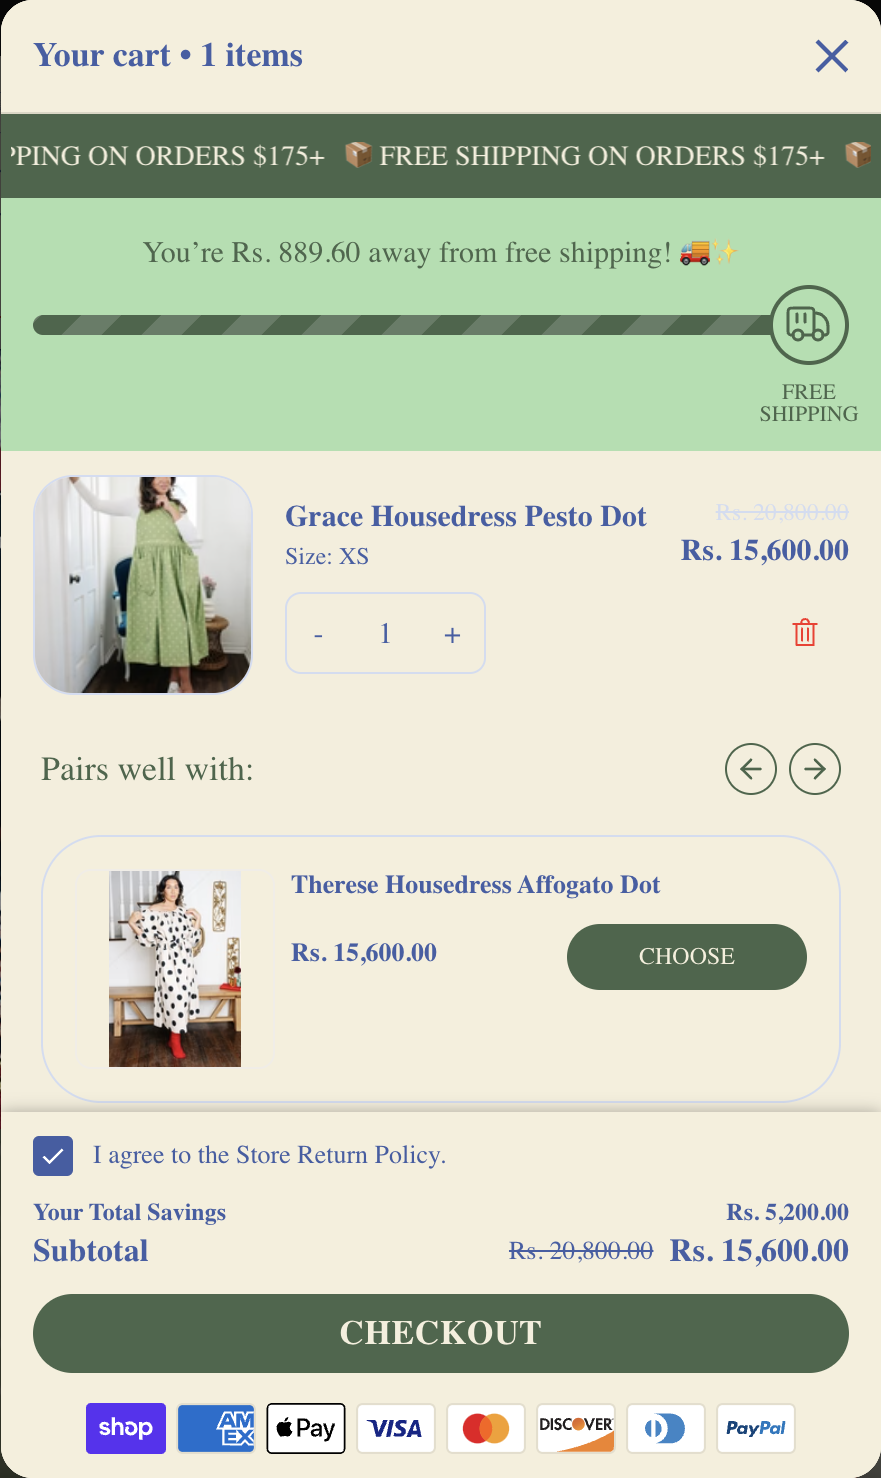 Your cart • 1 items
PPING ON ORDERS $175+ 📦 FREE SHIPPING ON ORDERS $175+ 📦
You’re Rs. 889.60 away from free shipping! 🚚✨
FREE
SHIPPING
Grace Housedress Pesto Dot
Rs. 20,800.00
Size: XS
Rs. 15,600.00
- 1 +
Pairs well with:
Therese Housedress Affogato Dot
Rs. 15,600.00
CHOOSE
I agree to the Store Return Policy.
Your Total Savings Rs. 5,200.00
Subtotal Rs. 20,800.00 Rs. 15,600.00
CHECKOUT
shop AM EX Pay VISA DISCOVER PayPal